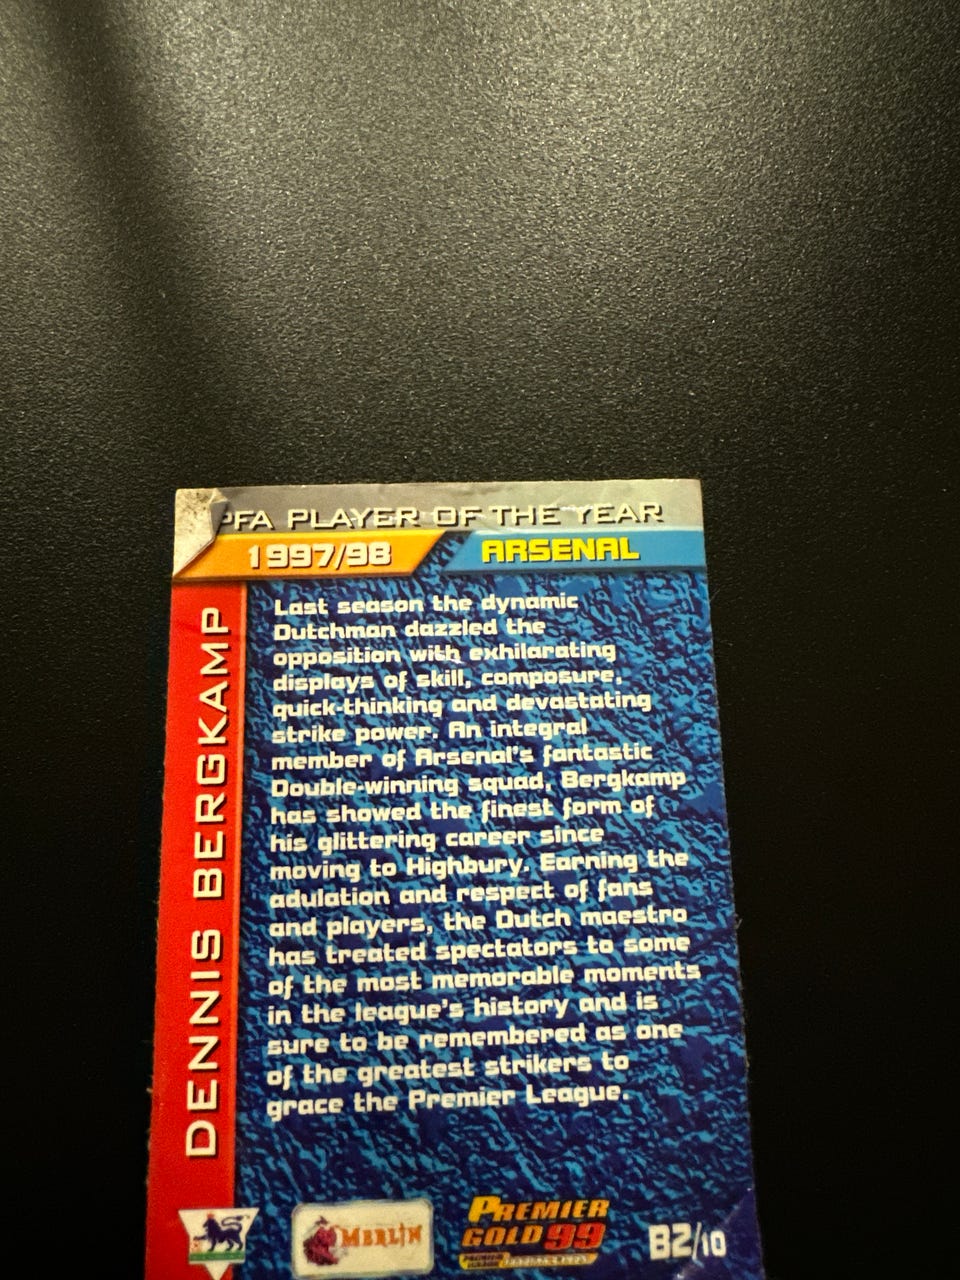 PFA PLAYER OF THE YEAR
1997/98
ARSENAL
DENNIS BERGKAMP
Last season the dynamic
Dutchman dazzled the
opposition with exhilarating
displays of skill, composure,
quick-thinking and devastating
strike power. An integral
member of Arsenal's fantastic
Double-winning squad, Bergkamp
has showed the finest form of
his glittering career since
moving to Highbury. Earning the
adulation and respect of fans
and players, the Dutch maestro
has treated spectators to some
of the most memorable moments
in the league's history and is
sure to be remembered as one
of the greatest strikers to
grace the Premier League.
MERLIN
PREMIER
GOLD 99
B2/10